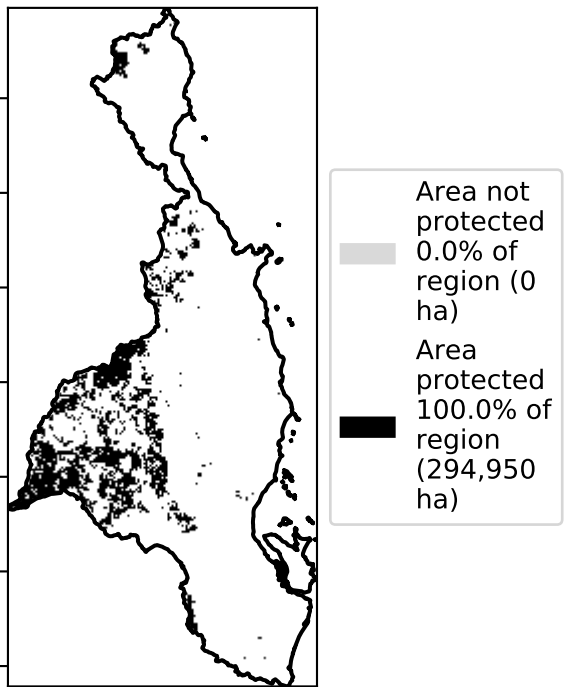 Area not
protected
0.0% of
region (0
ha)
Area
protected
100.0% of
region
(294,950
ha)